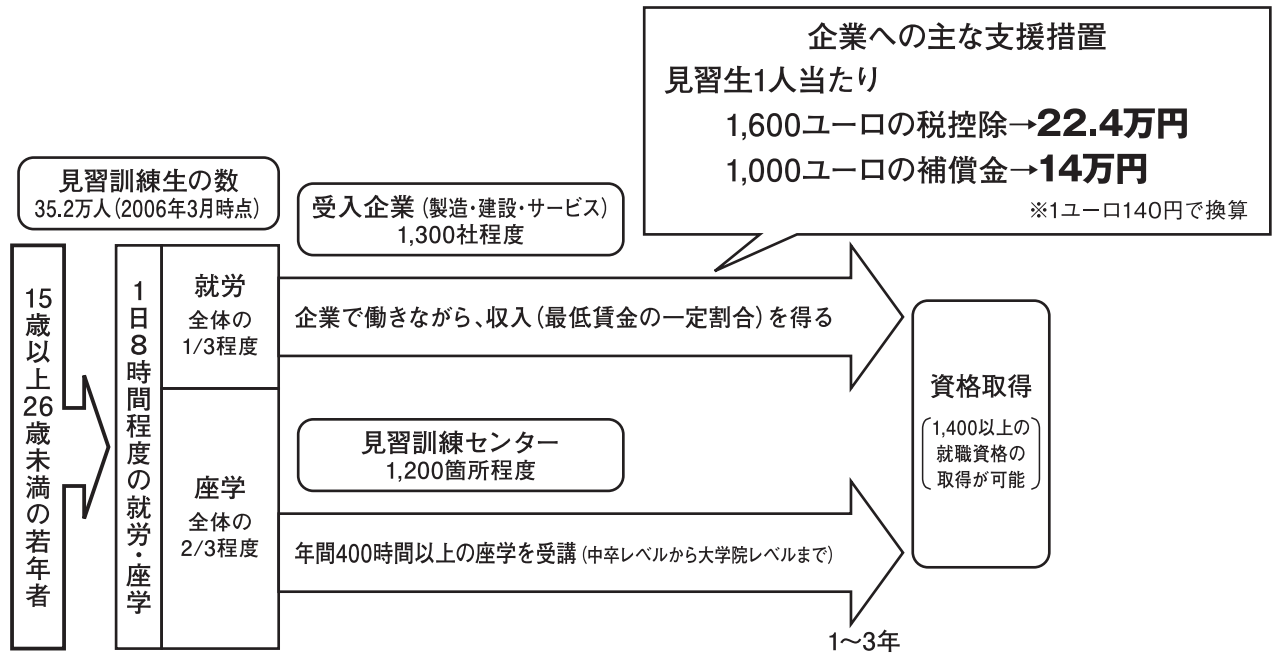 企業への主な支援措置
見習生1人当たり
1,600ユーロの税控除→22.4万円
1,000ユーロの補償金→14万円
※1ユーロ140円で換算
見習訓練生の数
35.2万人(2006年3月時点)
受入企業(製造・建設・サービス)
1,300社程度
15歳以上26歳未満の若年者
1日8時間程度の就労・座学
就労
全体の
1/3程度
企業で働きながら、収入(最低賃金の一定割合)を得る
見習訓練センター
1,200箇所程度
座学
全体の
2/3程度
年間400時間以上の座学を受講(中卒レベルから大学院レベルまで)
1〜3年
資格取得
1,400以上の
就職資格の
取得が可能